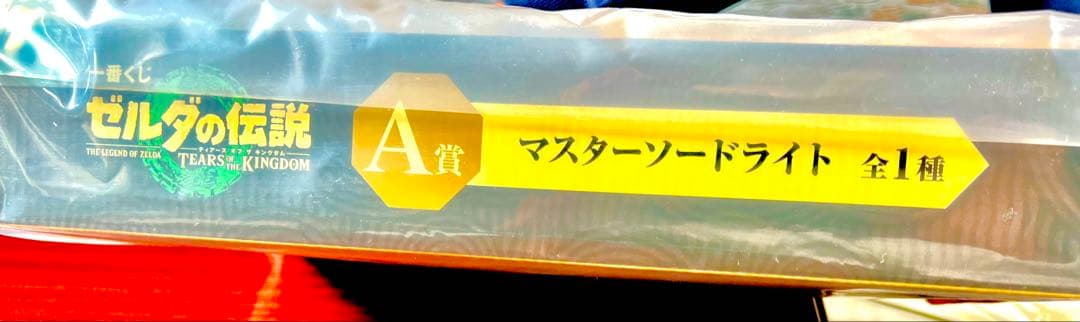 一番くじ
ゼルダの伝説
ティアーズ オブ ザ キングダム
THE LEGEND OF ZELDA
TEARS OF THE KINGDOM
A賞
マスターソードライト 全1種